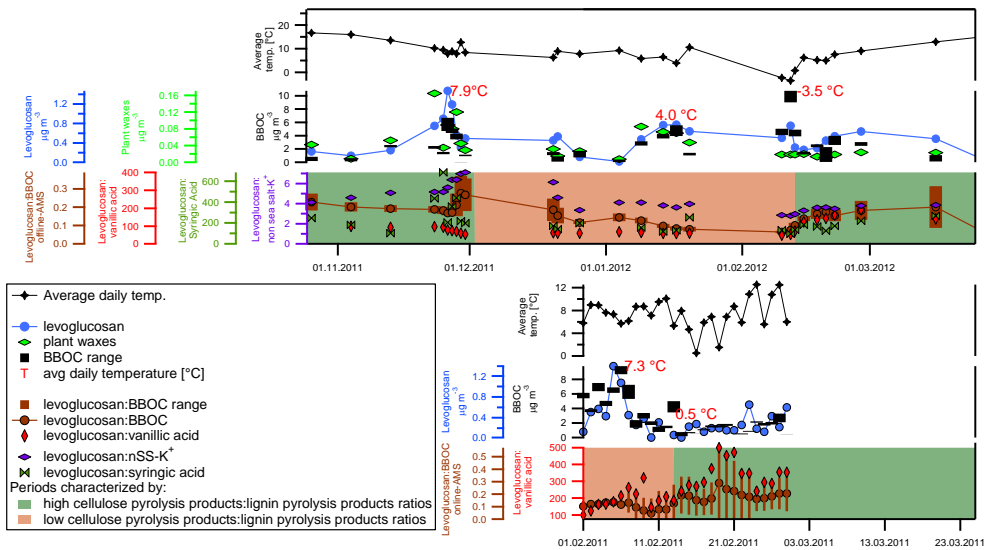 Average
temp. [°C]
20
10
0
7.9°C
4.0 °C
-3.5 °C
Levoglucosan
µg m-3
1.2
0.8
0.4
0.0
Plant waxes
µg m-3
0.16
0.12
0.08
0.04
0.00
BBOC
µg m-3
10
8
6
4
2
0
Levoglucosan:BBOC
offline-AMS
0.3
0.2
0.1
0.0
Levoglucosan:
vanillic Acid
400
300
200
100
0
Levoglucosan:
Syringic Acid
600
400
200
0
Levoglucosan:
non sea salt-K+
6
4
2
0
01.11.2011
01.12.2011
01.01.2012
01.02.2012
01.03.2012
Average daily temp.
levoglucosan
plant waxes
BBOC range
T avg daily temperature [°C]
levoglucosan:BBOC range
levoglucosan:BBOC
levoglucosan:vanillic acid
levoglucosan:nSS-K+
levoglucosan:syringic acid
Periods characterized by:
high cellulose pyrolysis products:lignin pyrolysis products ratios
low cellulose pyrolysis products:lignin pyrolysis products ratios
Average
temp. [°C]
12
8
4
0
7.3 °C
0.5 °C
Levoglucosan
µg m-3
1.2
0.8
0.4
0.0
BBOC
µg m-3
8
6
4
2
0
Levoglucosan:BBOC
online-AMS
0.5
0.4
0.3
0.2
0.1
0.0
Levoglucosan:
vanillic Acid
500
400
300
200
100
01.02.2011
11.02.2011
21.02.2011
03.03.2011
13.03.2011
23.03.2011